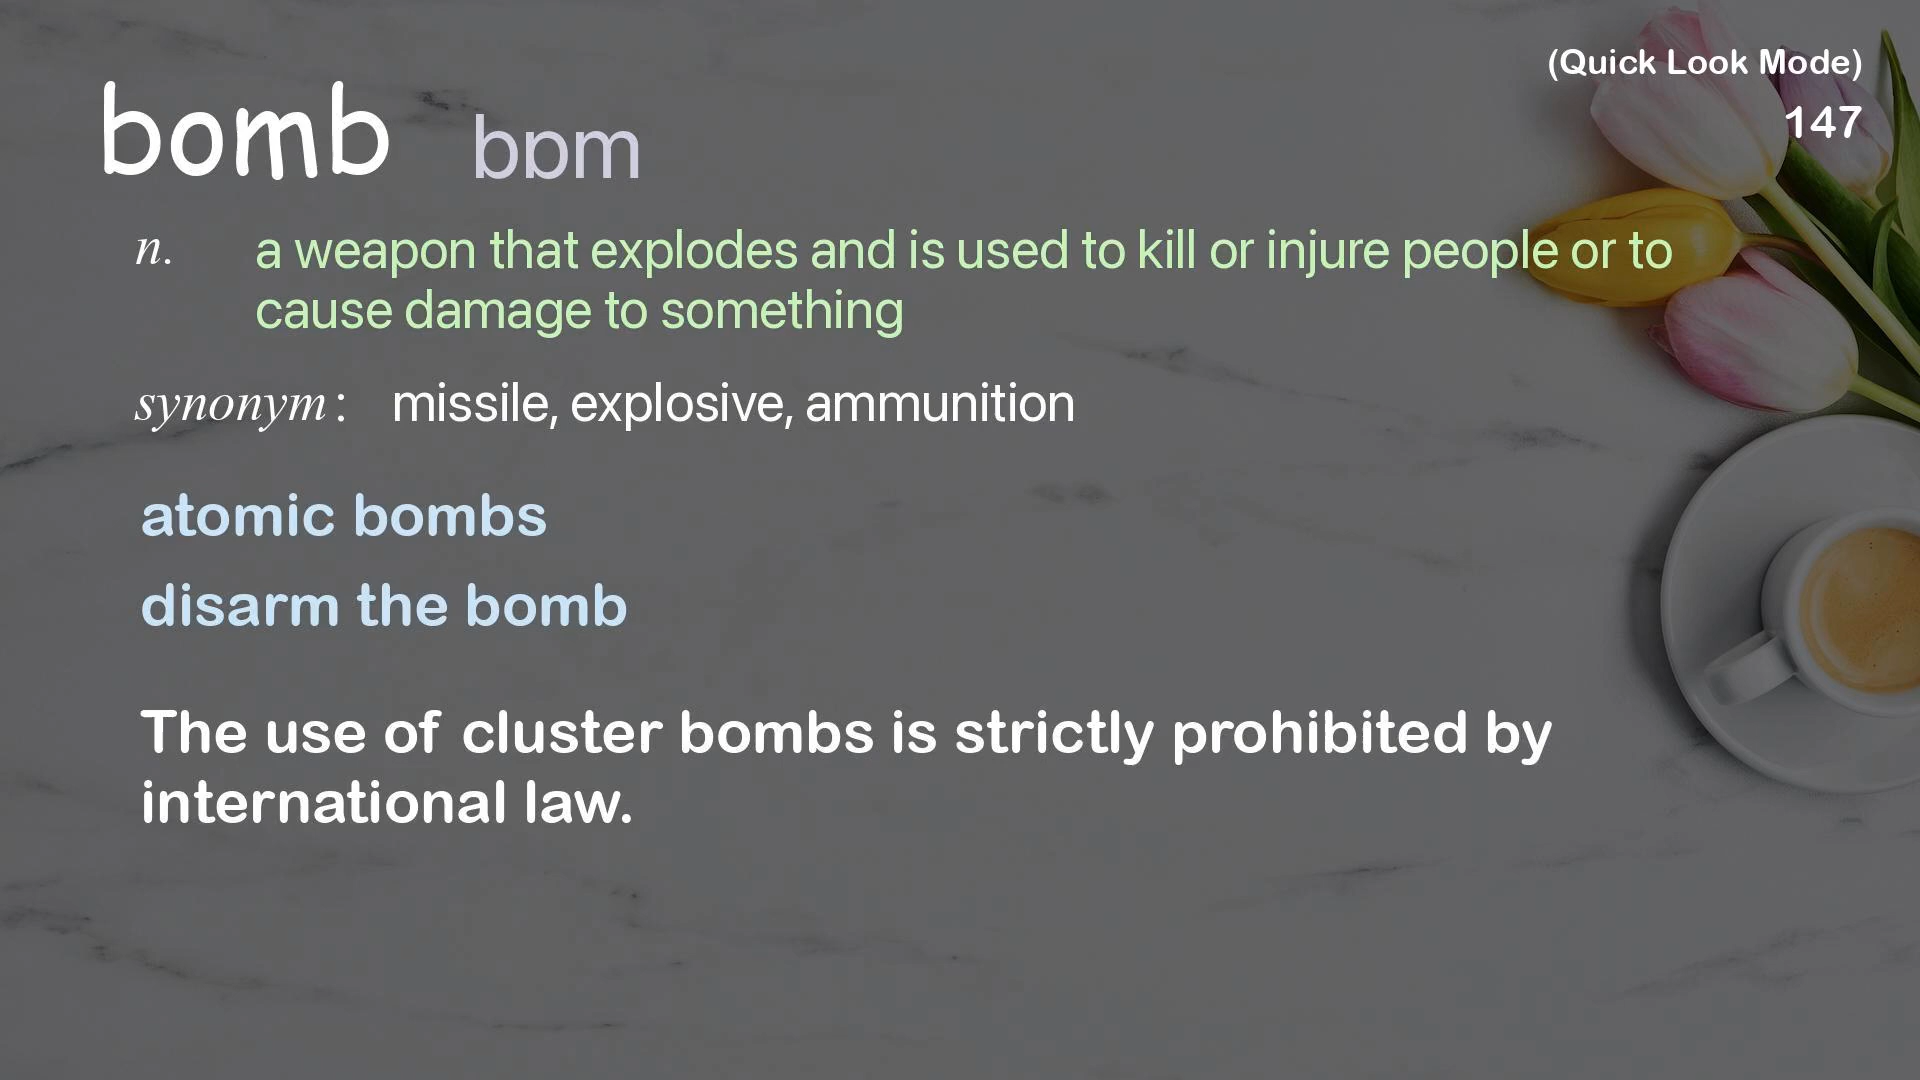 (Quick Look Mode)
bomb bɒm
147
n. a weapon that explodes and is used to kill or injure people or to
cause damage to something
synonym: missile, explosive, ammunition
atomic bombs
disarm the bomb
The use of cluster bombs is strictly prohibited by
international law.